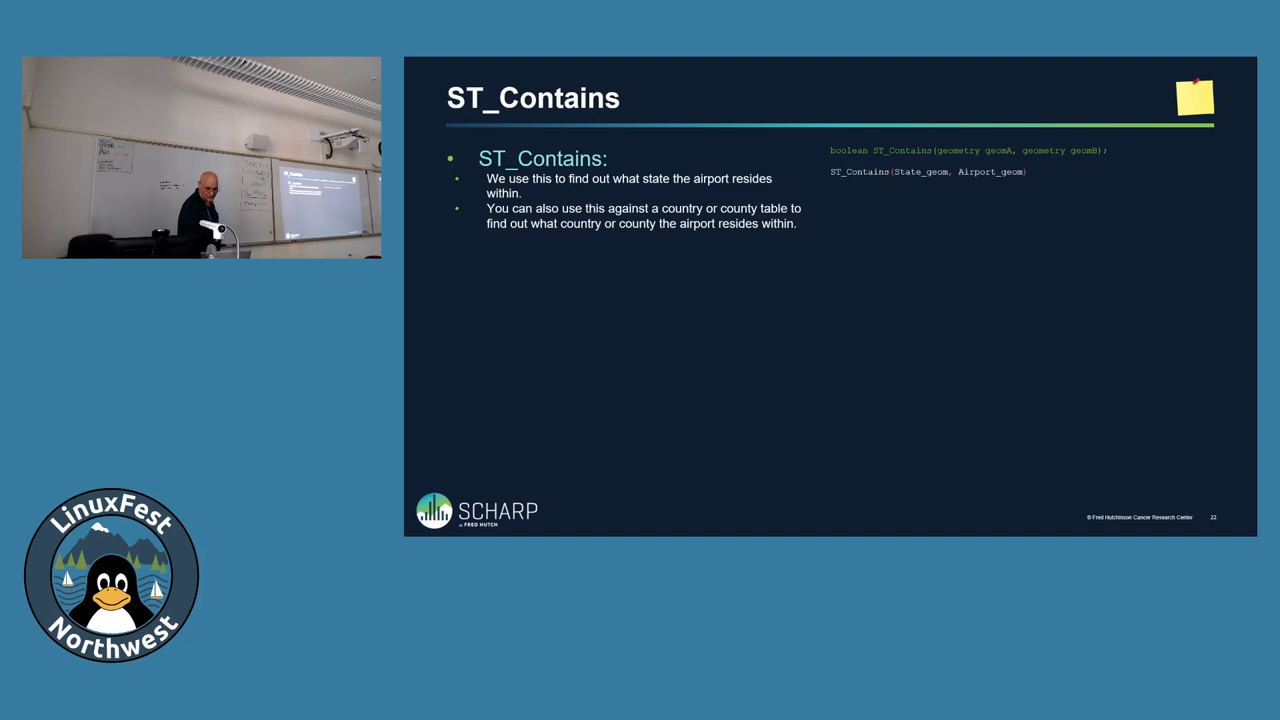 ST_Contains
ST_Contains:
We use this to find out what state the airport resides
within.
You can also use this against a country or county table to
find out what country or county the airport resides within.
boolean ST_Contains(geometry geomA, geometry geomB);
ST_Contains(State_geom, Airport_geom)
SCHARP
at FRED HUTCH
© Fred Hutchinson Cancer Research Center
22
LinuxFest
Northwest